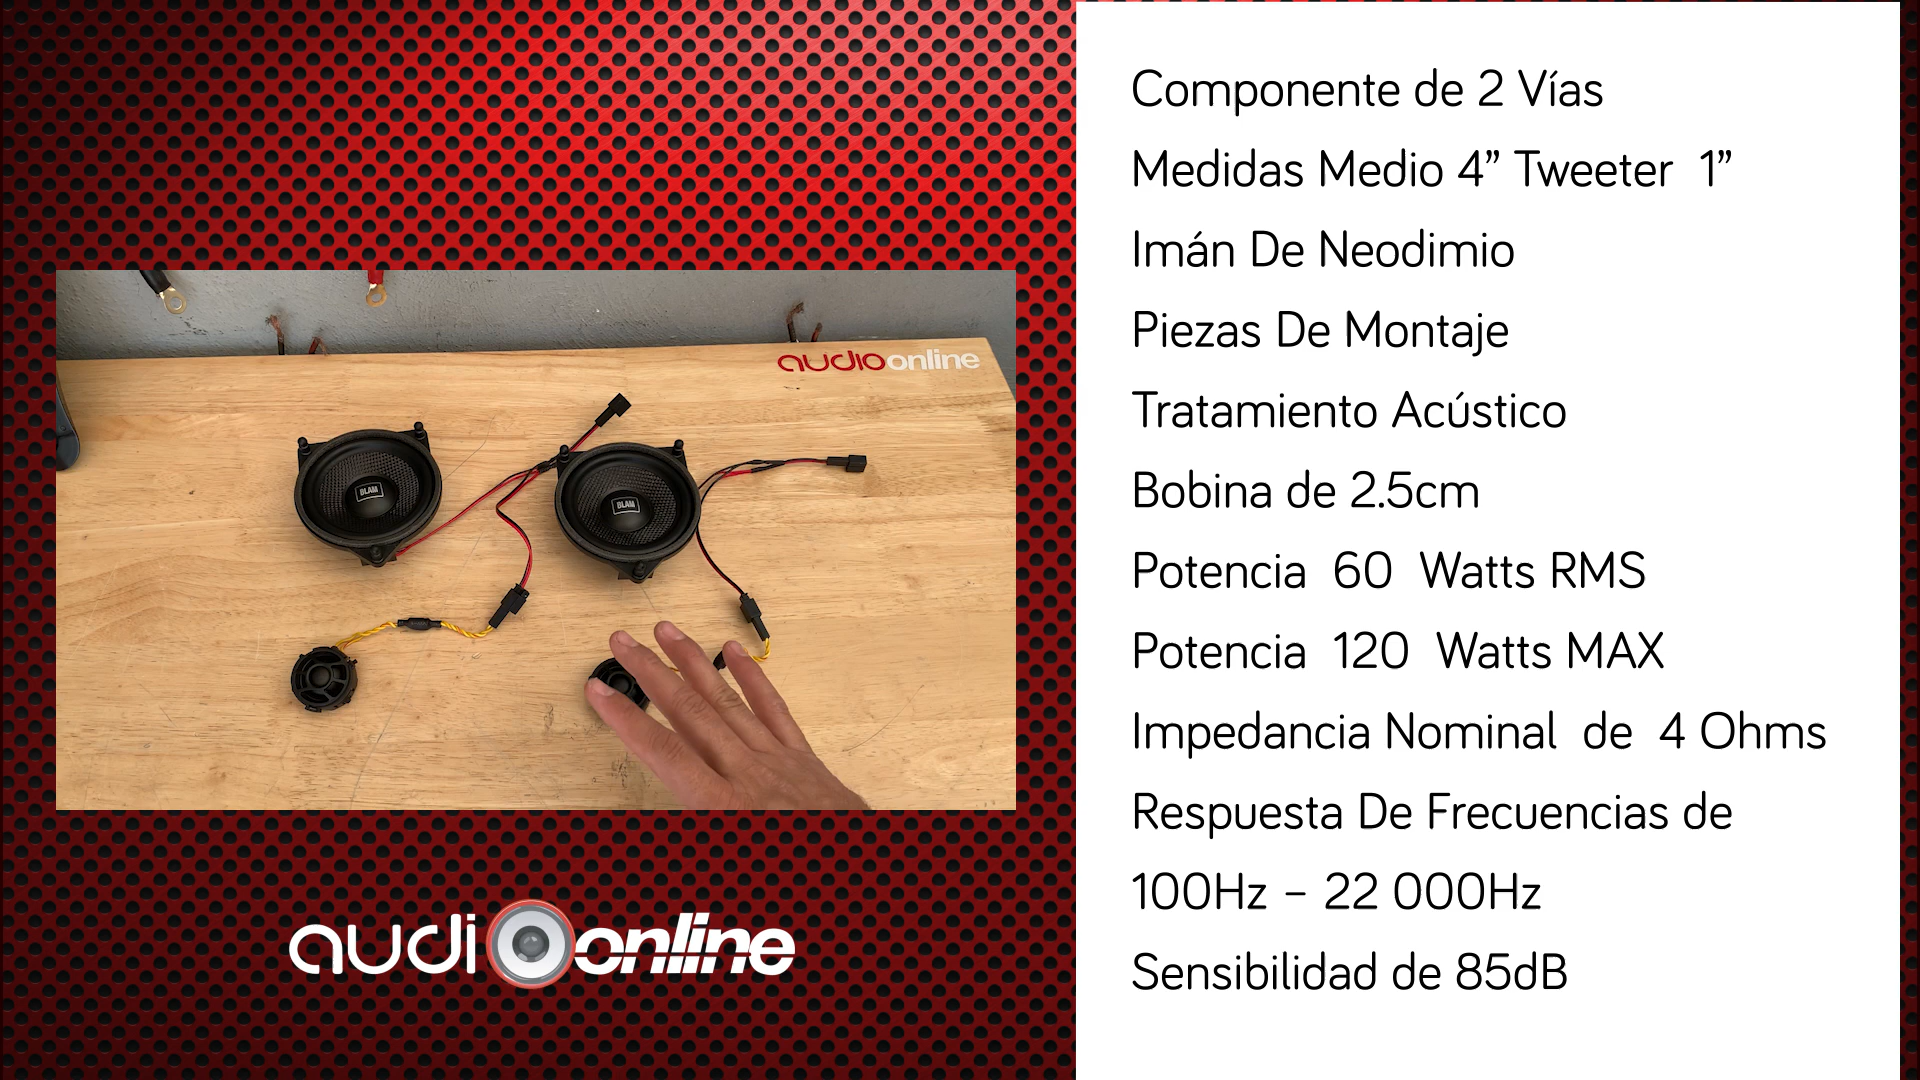 audioonline
BLAM
BLAM
audionline
Componente de 2 Vías
Medidas Medio 4” Tweeter 1”
Imán De Neodimio
Piezas De Montaje
Tratamiento Acústico
Bobina de 2.5cm
Potencia 60 Watts RMS
Potencia 120 Watts MAX
Impedancia Nominal de 4 Ohms
Respuesta De Frecuencias de
100Hz – 22 000Hz
Sensibilidad de 85dB